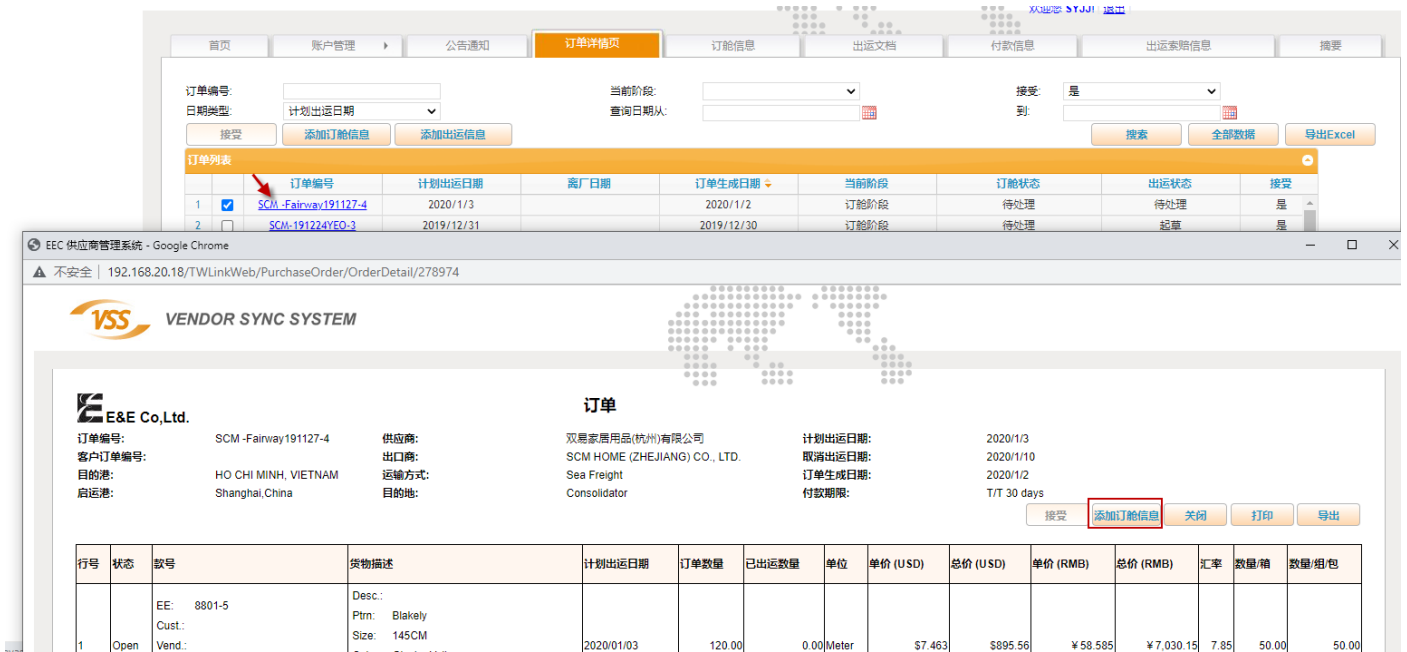 欢迎您 SYJJ! | 退出 |
首页 账户管理 公告通知 订单详情页 订舱信息 出运文档 付款信息 出运索赔信息 摘要
订单编号: 当前阶段: 接受: 是
日期类型: 计划出运日期 查询日期从: 到:
接受 添加订舱信息 添加出运信息 搜索 全部数据 导出Excel
订单列表
订单编号 计划出运日期 离厂日期 订单生成日期 当前阶段 订舱状态 出运状态 接受
1 SCM -Fairway191127-4 2020/1/3 2020/1/2 订舱阶段 待处理 待处理 是
2 SCM-191224YEO-3 2019/12/31 2019/12/30 订舱阶段 待处理 起草 是
EEC 供应商管理系统 - Google Chrome
不安全 | 192.168.20.18/TWLinkWeb/PurchaseOrder/OrderDetail/278974
VSS VENDOR SYNC SYSTEM
E&E Co,Ltd. 订单
订单编号: SCM -Fairway191127-4 供应商: 双易家居用品(杭州)有限公司 计划出运日期: 2020/1/3
客户订单编号: 出口商: SCM HOME (ZHEJIANG) CO., LTD. 取消出运日期: 2020/1/10
目的港: HO CHI MINH, VIETNAM 运输方式: Sea Freight 订单生成日期: 2020/1/2
启运港: Shanghai,China 目的地: Consolidator 付款期限: T/T 30 days
接受 添加订舱信息 关闭 打印 导出
行号 状态 款号 货物描述 计划出运日期 订单数量 已出运数量 单位 单价 (USD) 总价 (USD) 单价 (RMB) 总价 (RMB) 汇率 数量/箱 数量/组/包
Desc.:
EE: 8801-5
Ptrn: Blakely
Cust.:
Size: 145CM
1 Open Vend.: 2020/01/03 120.00 0.00 Meter $7.463 $895.56 ¥58.585 ¥7,030.15 7.85 50.00 50.00